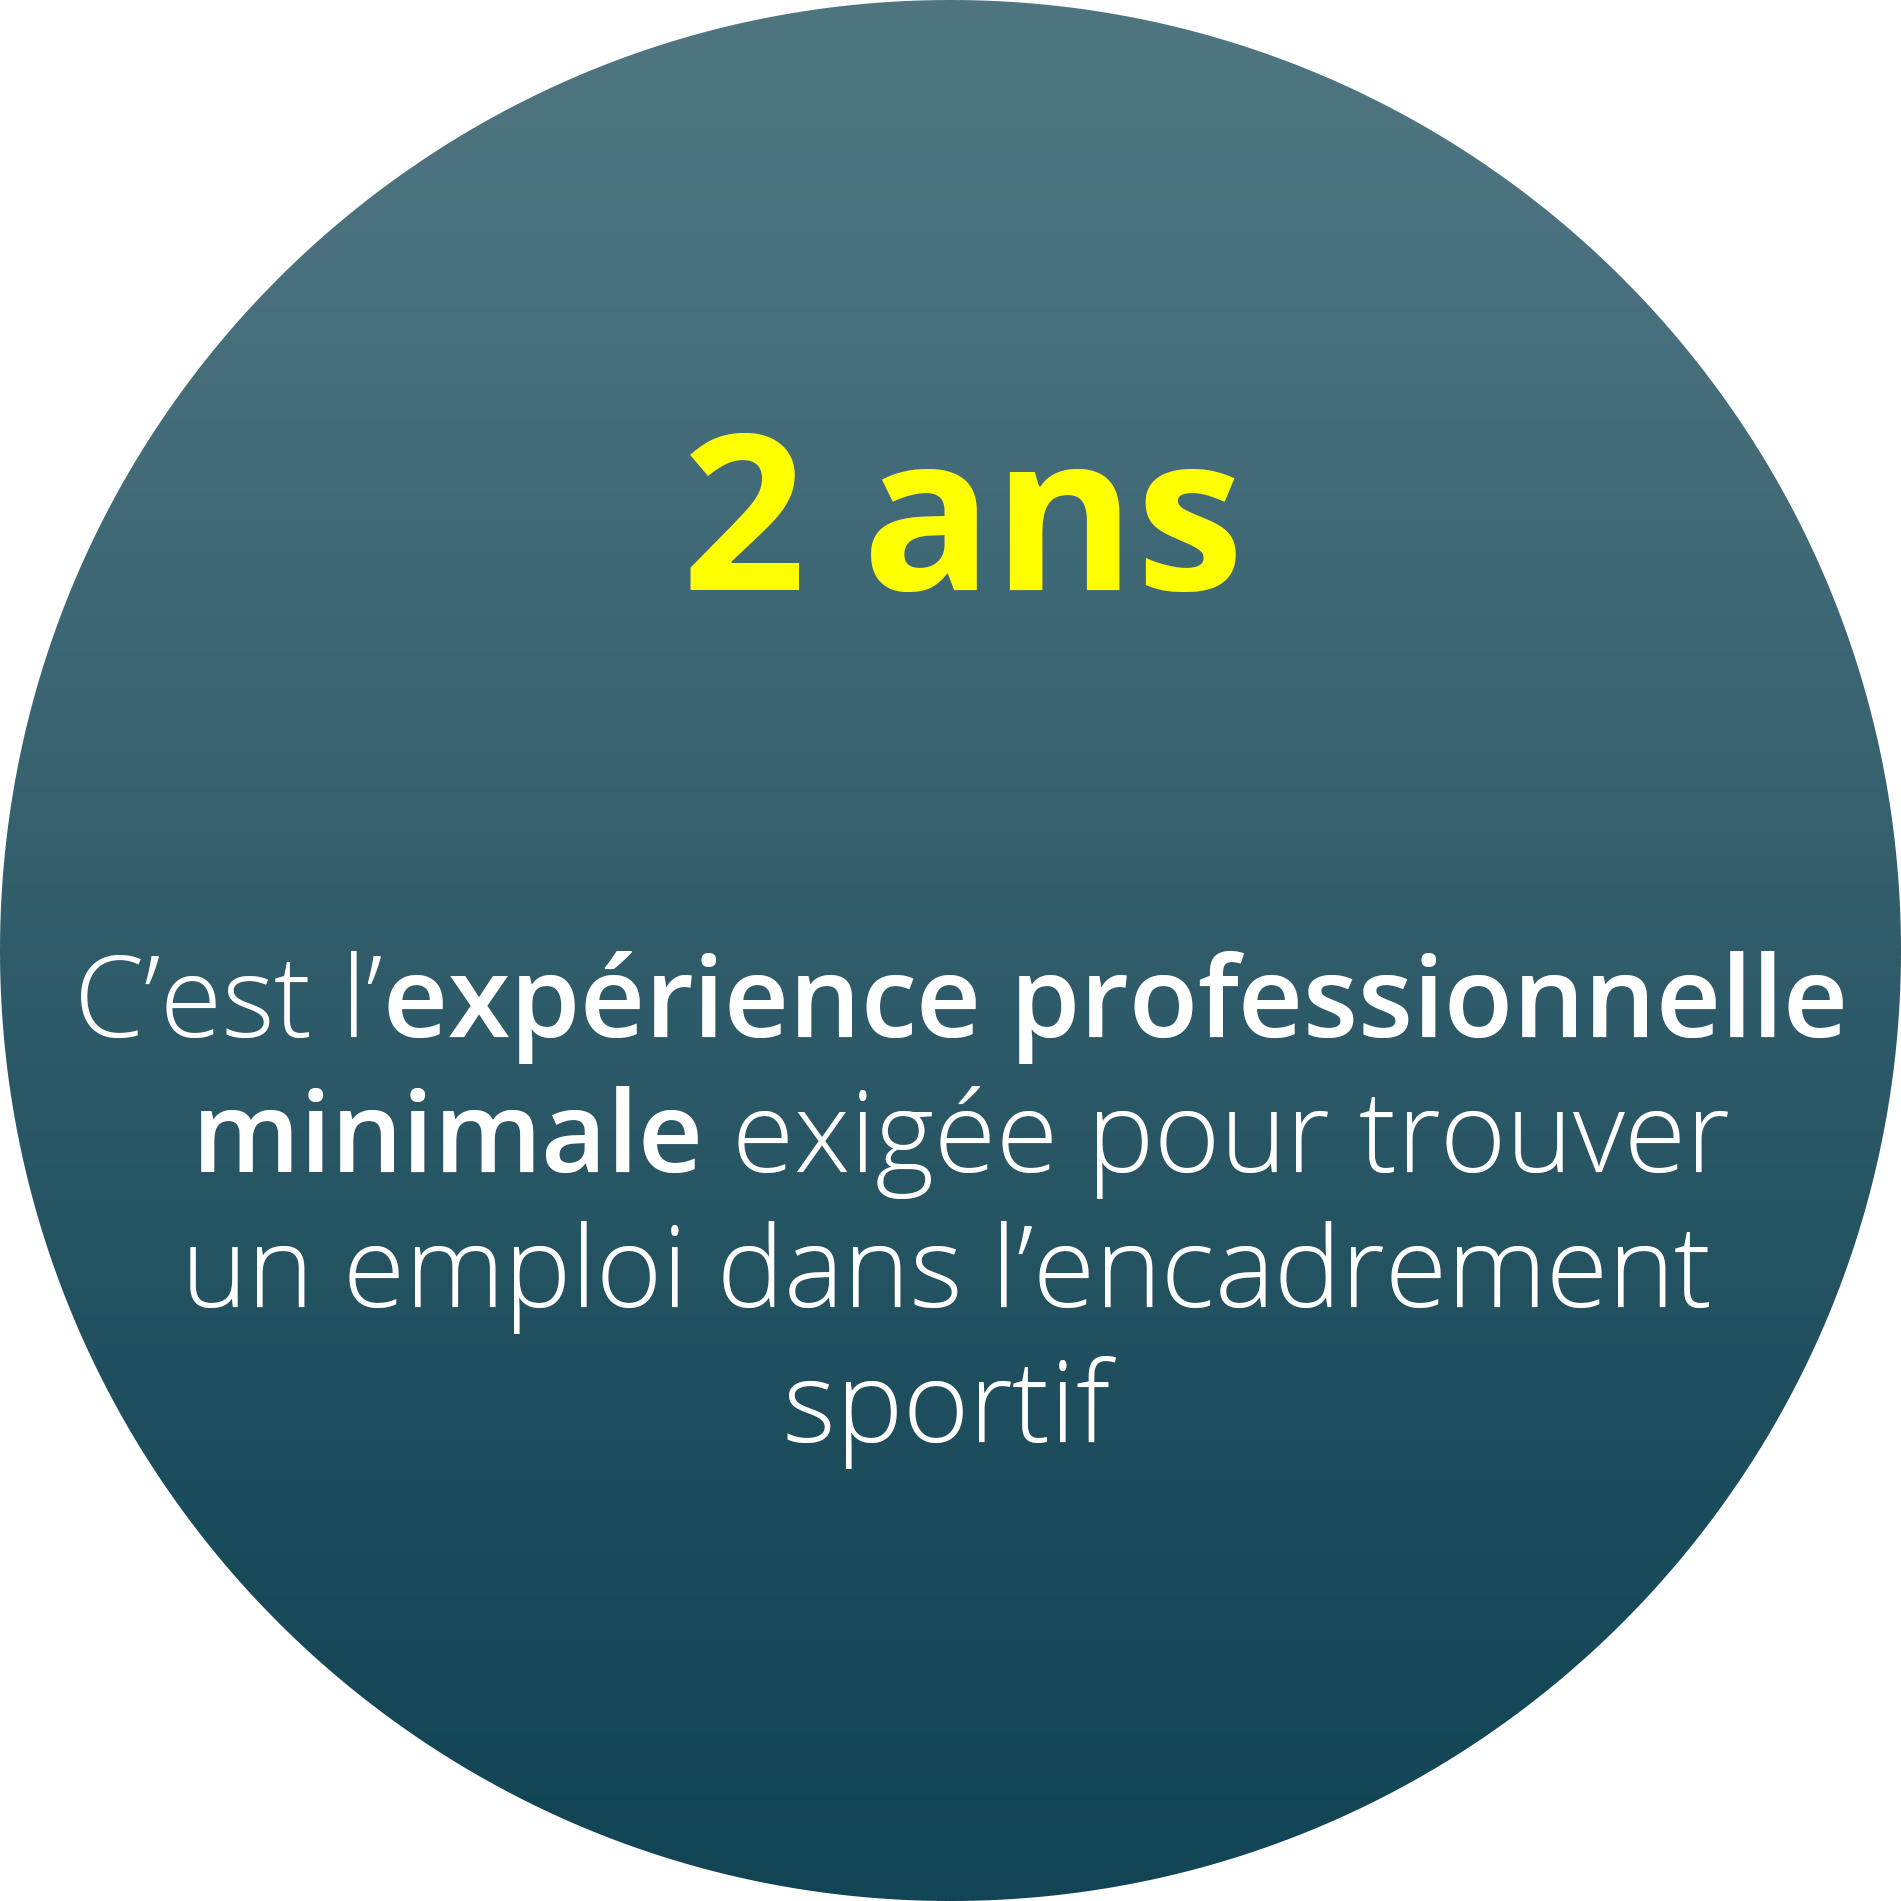 2 ans
C’est l’expérience professionnelle
minimale exigée pour trouver
un emploi dans l’encadrement
sportif